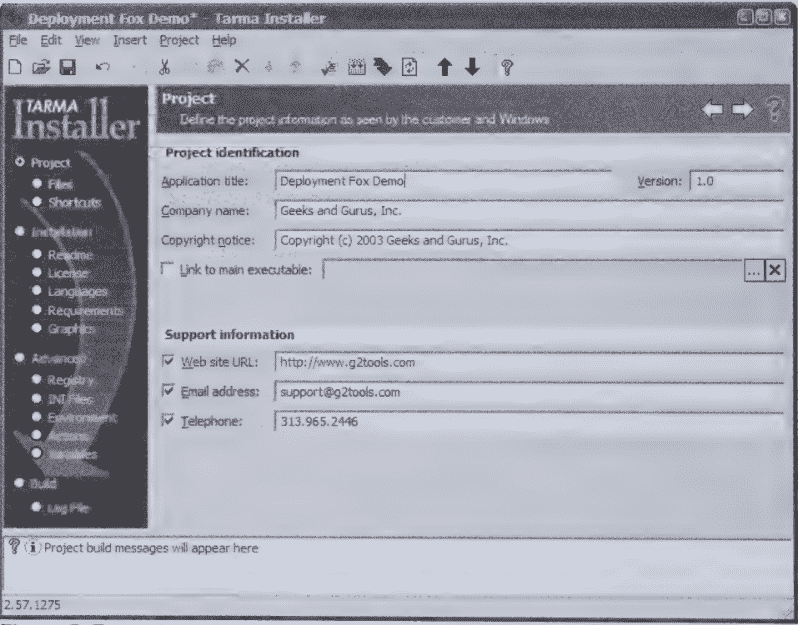 Deployment Fox Demo* - Tarma Installer
File Edit View Insert Project Help
TARMA
Installer
Project
Files
Shortcuts
Installation
Readme
License
Languages
Requirements
Graphics
Advanced
Registry
INI Files
Environment
Actions
Variables
Build
Log File
Project
Define the project information as seen by the customer and Windows
Project identification
Application title: Deployment Fox Demo Version: 1.0
Company name: Geeks and Gurus, Inc.
Copyright notice: Copyright (c) 2003 Geeks and Gurus, Inc.
Link to main executable: ...
Support information
Web site URL: http://www.g2tools.com
Email address: support@g2tools.com
Telephone: 313.965.2446
Project build messages will appear here
2.57.1275